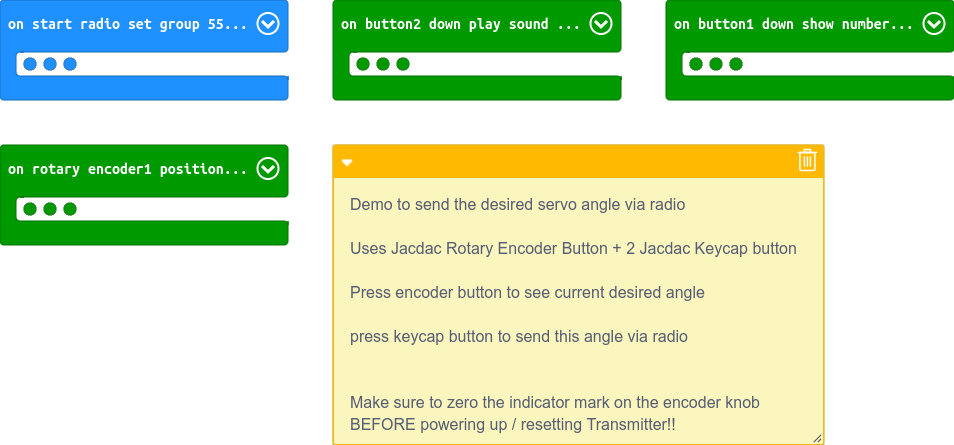 on start radio set group 55...
on button2 down play sound ...
on button1 down show number...
on rotary encoder1 position...
Demo to send the desired servo angle via radio
Uses Jacdac Rotary Encoder Button + 2 Jacdac Keycap button
Press encoder button to see current desired angle
press keycap button to send this angle via radio
Make sure to zero the indicator mark on the encoder knob
BEFORE powering up / resetting Transmitter!!